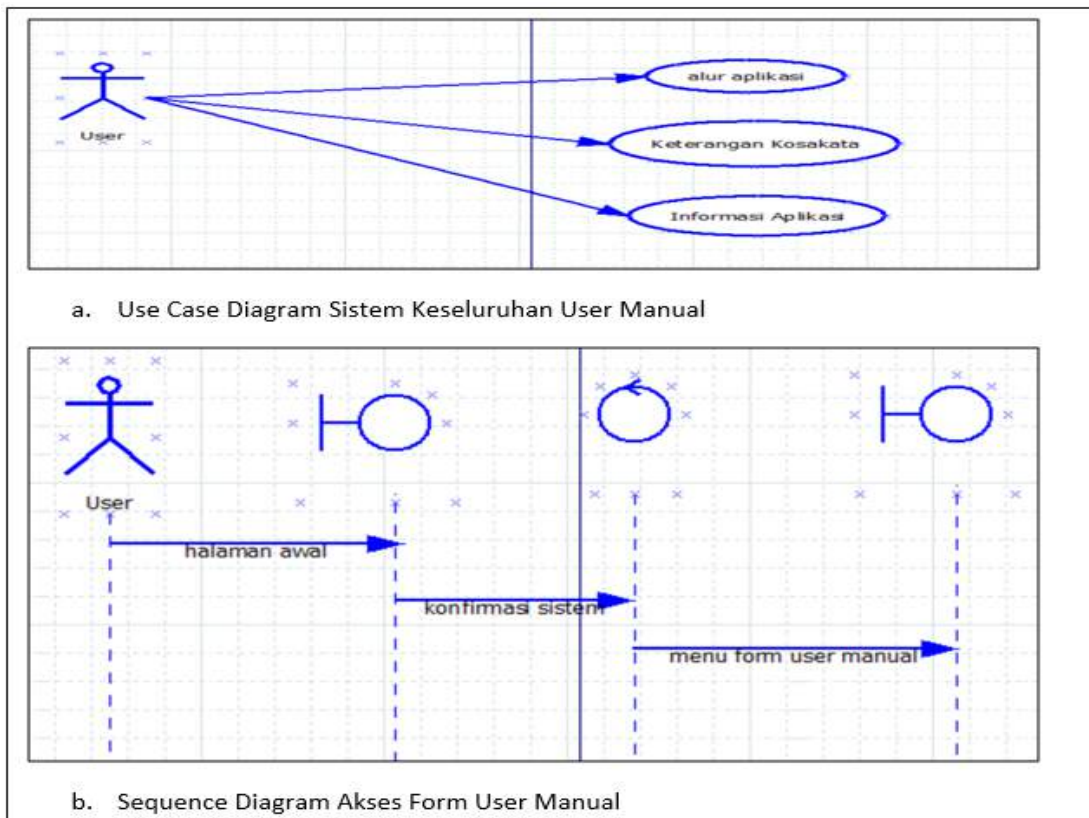 alur aplikasi
User
Keterangan Kosakata
Informasi Aplikasi
a. Use Case Diagram Sistem Keseluruhan User Manual
User
halaman awal
konfirmasi sistem
menu form user manual
b. Sequence Diagram Akses Form User Manual